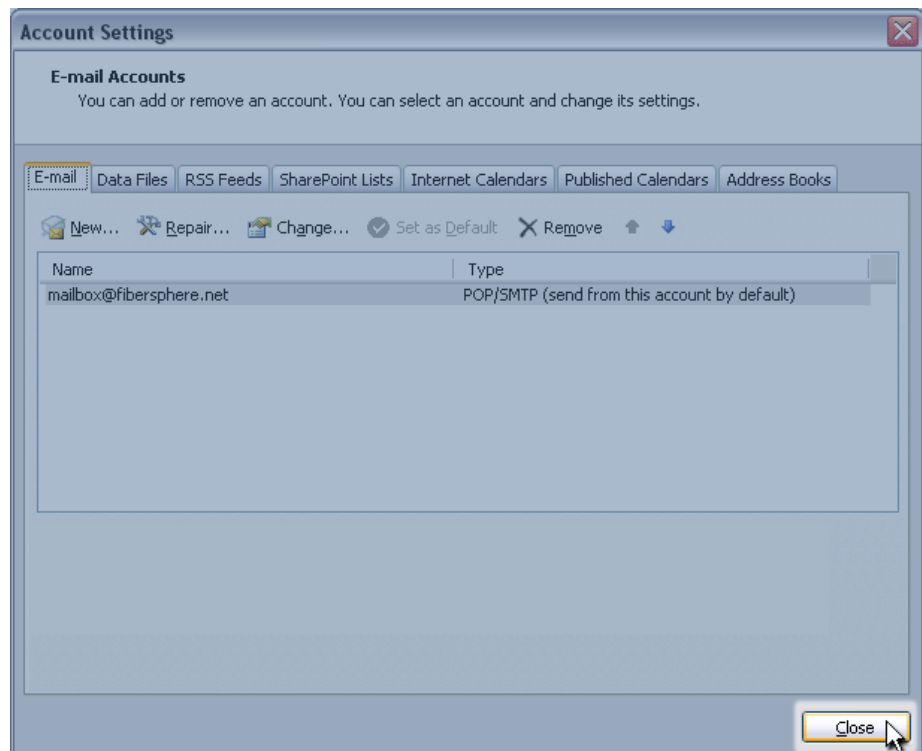 Account Settings
E-mail Accounts
You can add or remove an account. You can select an account and change its settings.
E-mail Data Files RSS Feeds SharePoint Lists Internet Calendars Published Calendars Address Books
New... Repair... Change... Set as Default Remove
Name Type
mailbox@fibersphere.net POP/SMTP (send from this account by default)
Close